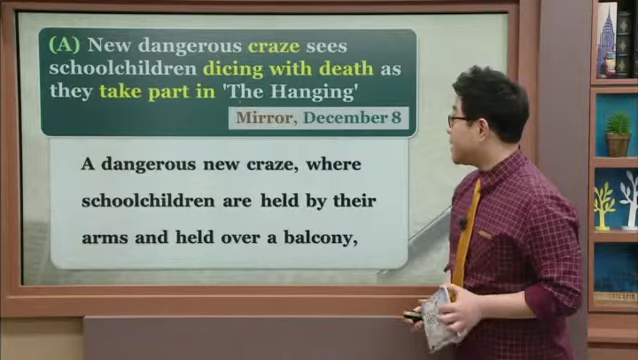 (A) New dangerous craze sees
schoolchildren dicing with death as
they take part in 'The Hanging'
Mirror, December 8
A dangerous new craze, where
schoolchildren are held by their
arms and held over a balcony,